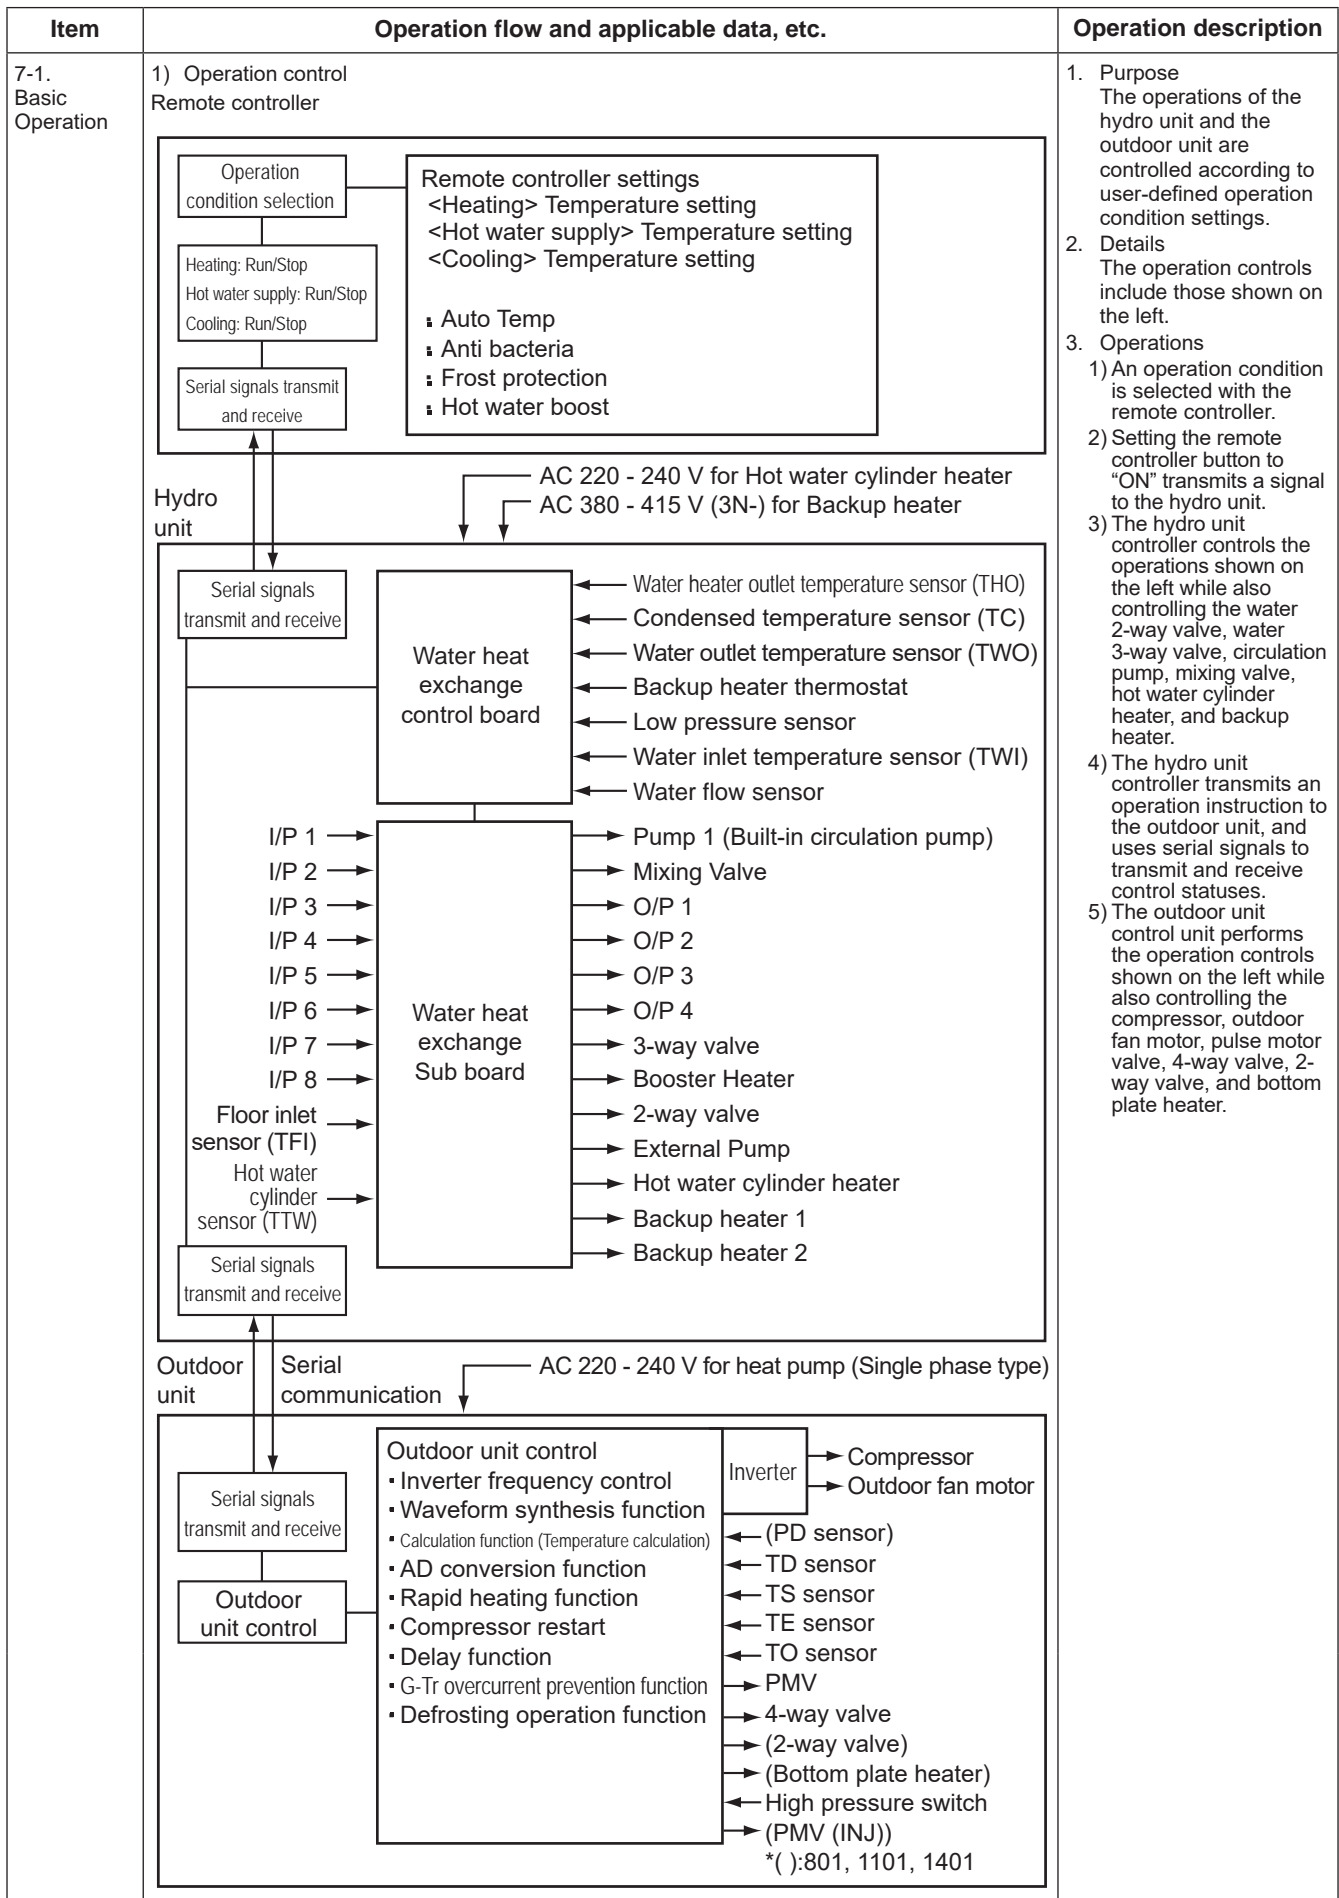 Item
Operation flow and applicable data, etc.
Operation description
7-1.
Basic
Operation
1) Operation control
Remote controller
Operation
condition selection
Heating: Run/Stop
Hot water supply: Run/Stop
Cooling: Run/Stop
Serial signals transmit
and receive
Remote controller settings
<Heating> Temperature setting
<Hot water supply> Temperature setting
<Cooling> Temperature setting
Auto Temp
Anti bacteria
Frost protection
Hot water boost
AC 220 - 240 V for Hot water cylinder heater
AC 380 - 415 V (3N-) for Backup heater
Hydro
unit
Serial signals
transmit and receive
Water heat
exchange
control board
Water heater outlet temperature sensor (THO)
Condensed temperature sensor (TC)
Water outlet temperature sensor (TWO)
Backup heater thermostat
Low pressure sensor
Water inlet temperature sensor (TWI)
Water flow sensor
I/P 1
I/P 2
I/P 3
I/P 4
I/P 5
I/P 6
I/P 7
I/P 8
Floor inlet
sensor (TFI)
Hot water
cylinder
sensor (TTW)
Water heat
exchange
Sub board
Pump 1 (Built-in circulation pump)
Mixing Valve
O/P 1
O/P 2
O/P 3
O/P 4
3-way valve
Booster Heater
2-way valve
External Pump
Hot water cylinder heater
Backup heater 1
Backup heater 2
Serial signals
transmit and receive
Outdoor
unit
Serial
communication
AC 220 - 240 V for heat pump (Single phase type)
Serial signals
transmit and receive
Outdoor
unit control
Outdoor unit control
▪ Inverter frequency control
▪ Waveform synthesis function
▪ Calculation function (Temperature calculation)
▪ AD conversion function
▪ Rapid heating function
▪ Compressor restart
▪ Delay function
▪ G-Tr overcurrent prevention function
▪ Defrosting operation function
Inverter
Compressor
Outdoor fan motor
(PD sensor)
TD sensor
TS sensor
TE sensor
TO sensor
PMV
4-way valve
(2-way valve)
(Bottom plate heater)
High pressure switch
(PMV (INJ))
*( ):801, 1101, 1401
1. Purpose
The operations of the
hydro unit and the
outdoor unit are
controlled according to
user-defined operation
condition settings.
2. Details
The operation controls
include those shown on
the left.
3. Operations
1) An operation condition
is selected with the
remote controller.
2) Setting the remote
controller button to
“ON” transmits a signal
to the hydro unit.
3) The hydro unit
controller controls the
operations shown on
the left while also
controlling the water
2-way valve, water
3-way valve, circulation
pump, mixing valve,
hot water cylinder
heater, and backup
heater.
4) The hydro unit
controller transmits an
operation instruction to
the outdoor unit, and
uses serial signals to
transmit and receive
control statuses.
5) The outdoor unit
control unit performs
the operation controls
shown on the left while
also controlling the
compressor, outdoor
fan motor, pulse motor
valve, 4-way valve, 2-
way valve, and bottom
plate heater.